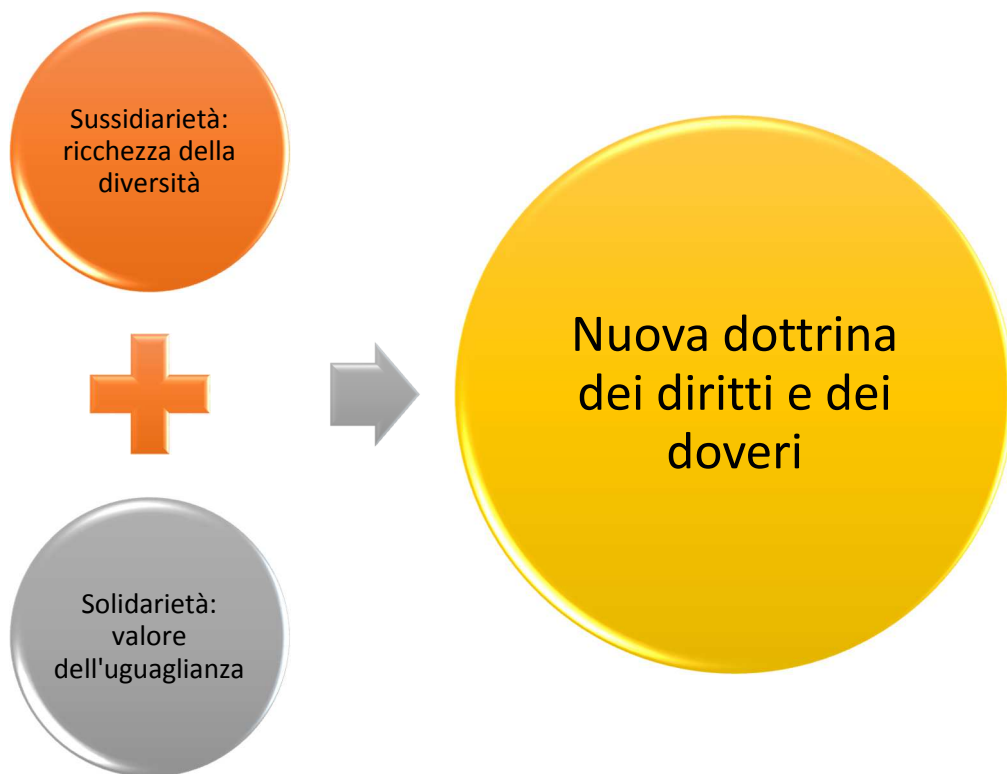 Sussidiarietà:
ricchezza della
diversità
Solidarietà:
valore
dell'uguaglianza
Nuova dottrina
dei diritti e dei
doveri